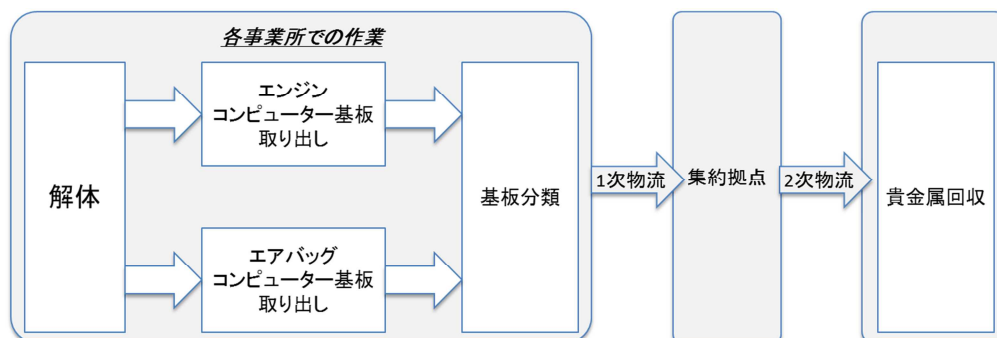 各事業所での作業
解体
エンジン
コンピューター基板
取り出し
エアバッグ
コンピューター基板
取り出し
基板分類
1次物流
集約拠点
2次物流
貴金属回収